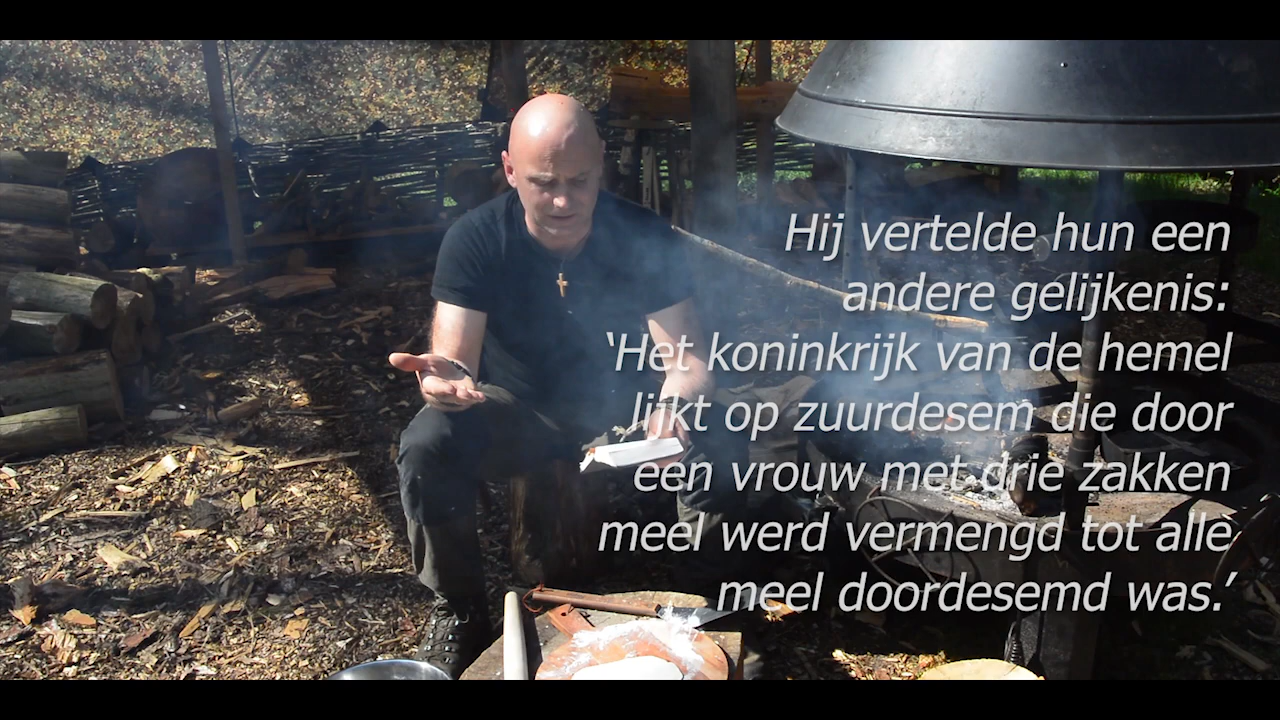 Hij vertelde hun een
andere gelijkenis:
‘Het koninkrijk van de hemel
lijkt op zuurdesem die door
een vrouw met drie zakken
meel werd vermengd tot alle
meel doordesemd was.’